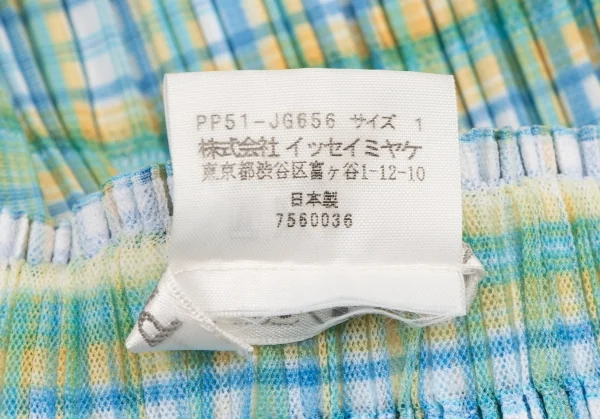 PP51-JG656 サイズ 1
株式会社 イッセイミヤケ
東京都渋谷区富ヶ谷1-12-10
日本製
7560036